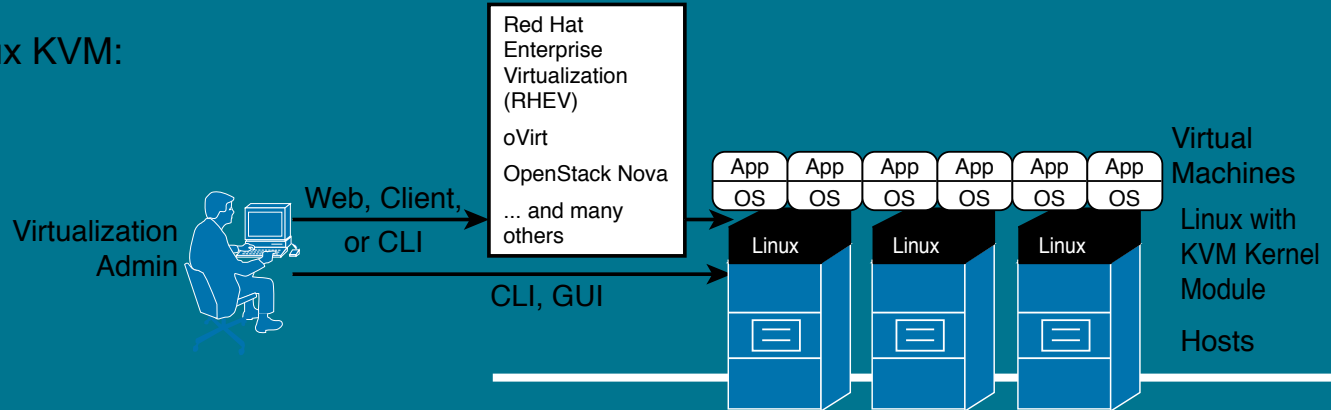 ux KVM:
Red Hat
Enterprise
Virtualization
(RHEV)
oVirt
OpenStack Nova
... and many
others
Virtualization
Admin
Web, Client,
or CLI
CLI, GUI
App App App App App App
OS OS OS OS OS OS
Linux Linux Linux
Virtual
Machines
Linux with
KVM Kernel
Module
Hosts